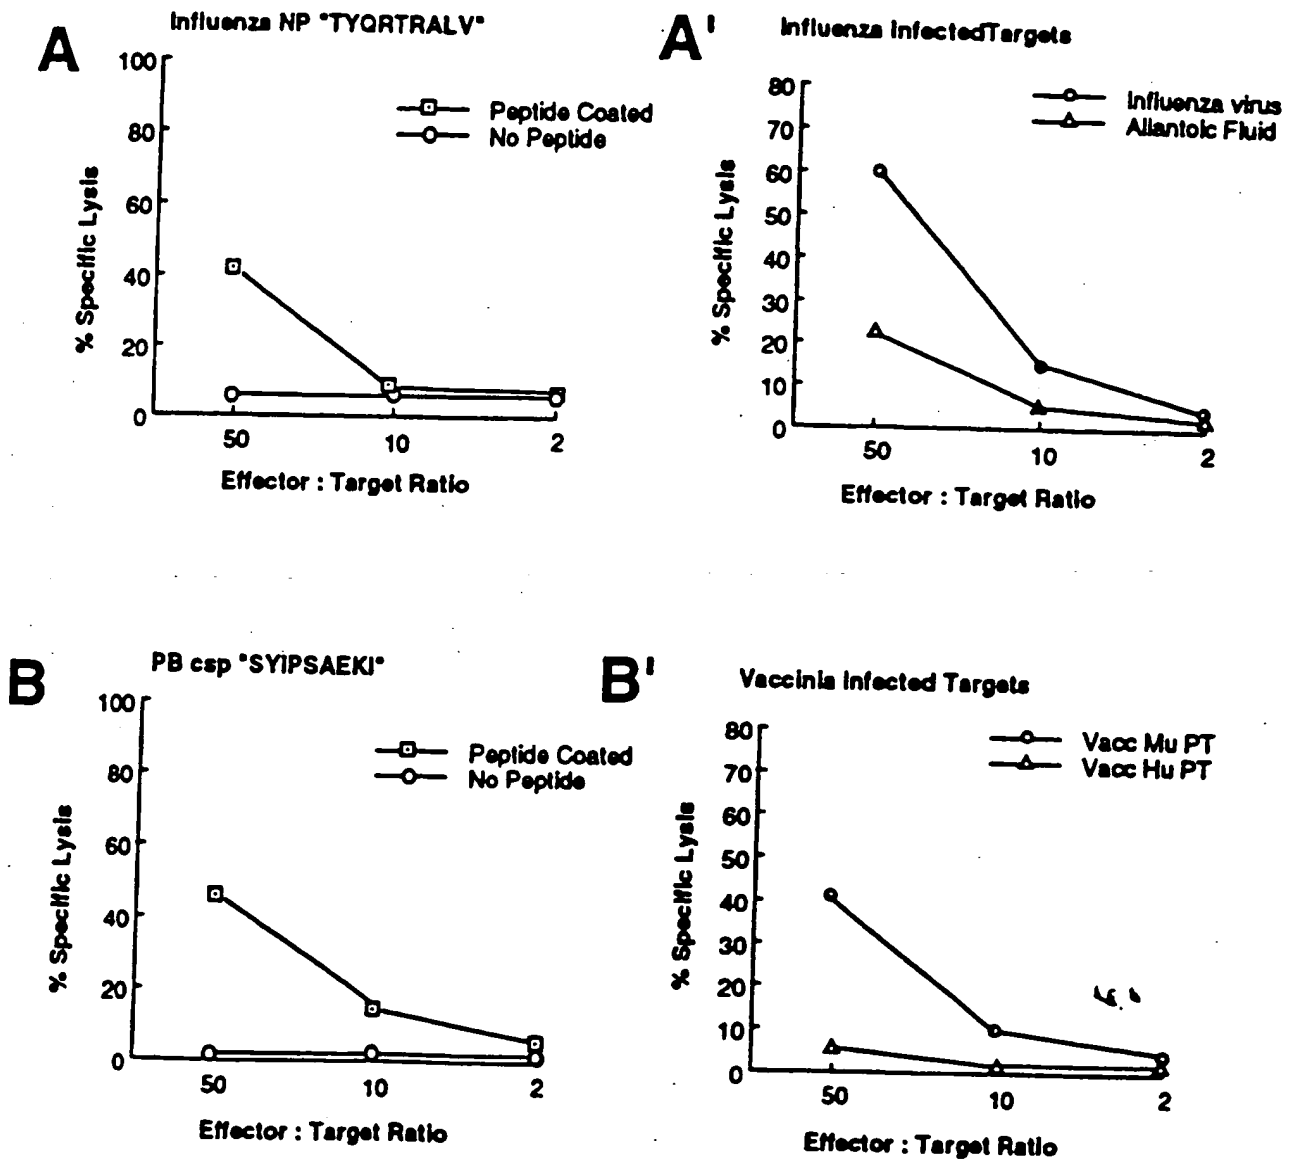 A
Influenza NP "TYQRTRALV"
100
80
60
40
20
0
% Specific Lysis
Peptide Coated
No Peptide
50 10 2
Effector : Target Ratio
A'
Influenza InfectedTargets
80
70
60
50
40
30
20
10
0
% Specific Lysis
Influenza virus
Allantoic Fluid
50 10 2
Effector : Target Ratio
B
PB csp "SYIPSAEKI"
100
80
60
40
20
0
% Specific Lysis
Peptide Coated
No Peptide
50 10 2
Effector : Target Ratio
B'
Vaccinia Infected Targets
80
70
60
50
40
30
20
10
0
% Specific Lysis
Vacc Mu PT
Vacc Hu PT
50 10 2
Effector : Target Ratio